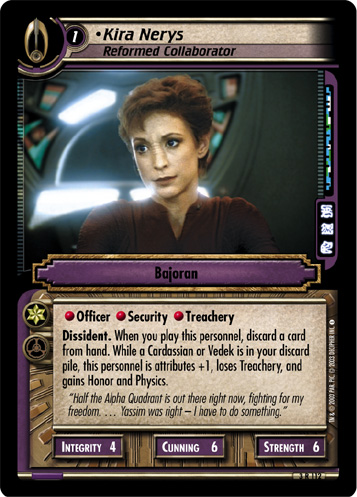 1
•Kira Nerys
Reformed Collaborator
Bajoran
Officer Security Treachery
Dissident. When you play this personnel, discard a card
from hand. While a Cardassian or Vedek is in your discard
pile, this personnel is attributes +1, loses Treachery, and
gains Honor and Physics.
"Half the Alpha Quadrant is out there right now, fighting for my
freedom. … Yassim was right – I have to do something."
INTEGRITY 4 CUNNING 6 STRENGTH 6
3 R 112